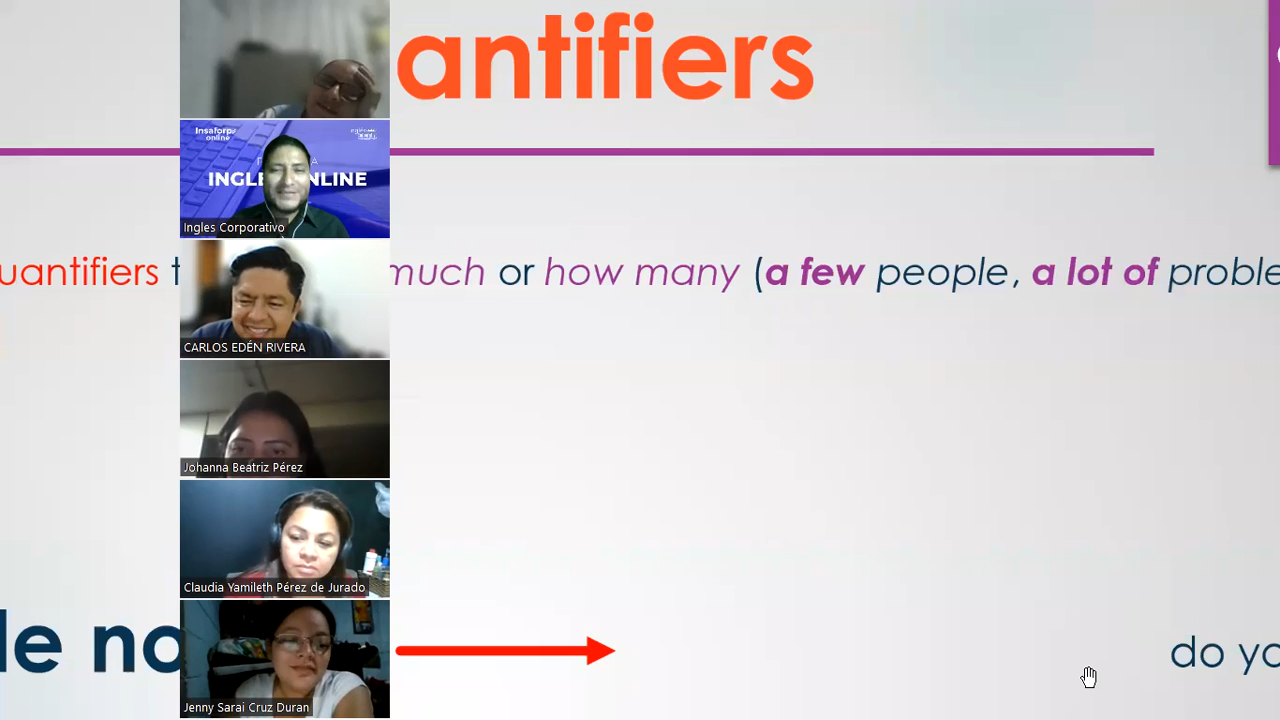 antifiers
Insaforp
online
INGLE NLINE
Ingles Corporativo
uantifiers t much or how many (a few people, a lot of proble
CARLOS EDÉN RIVERA
Johanna Beatriz Pérez
Claudia Yamileth Pérez de Jurado
le no do yo
Jenny Sarai Cruz Duran